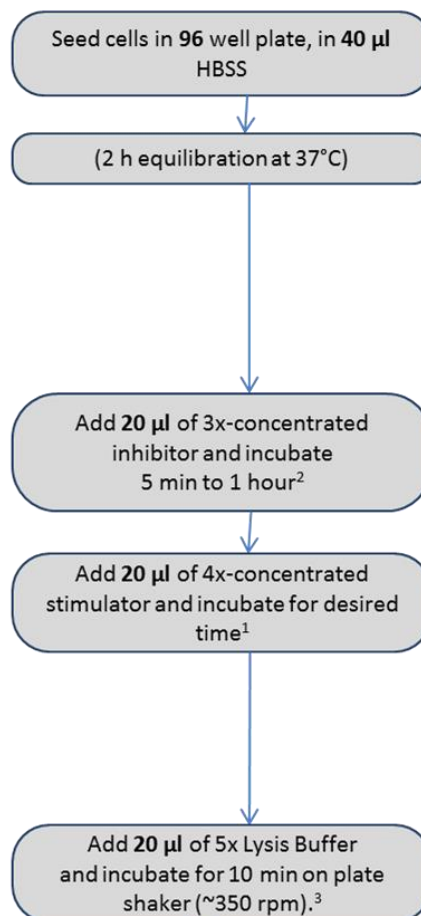 Seed cells in 96 well plate, in 40 µl
HBSS
(2 h equilibration at 37°C)
Add 20 µl of 3x-concentrated
inhibitor and incubate
5 min to 1 hour²
Add 20 µl of 4x-concentrated
stimulator and incubate for desired
time¹
Add 20 µl of 5x Lysis Buffer
and incubate for 10 min on plate
shaker (~350 rpm).³